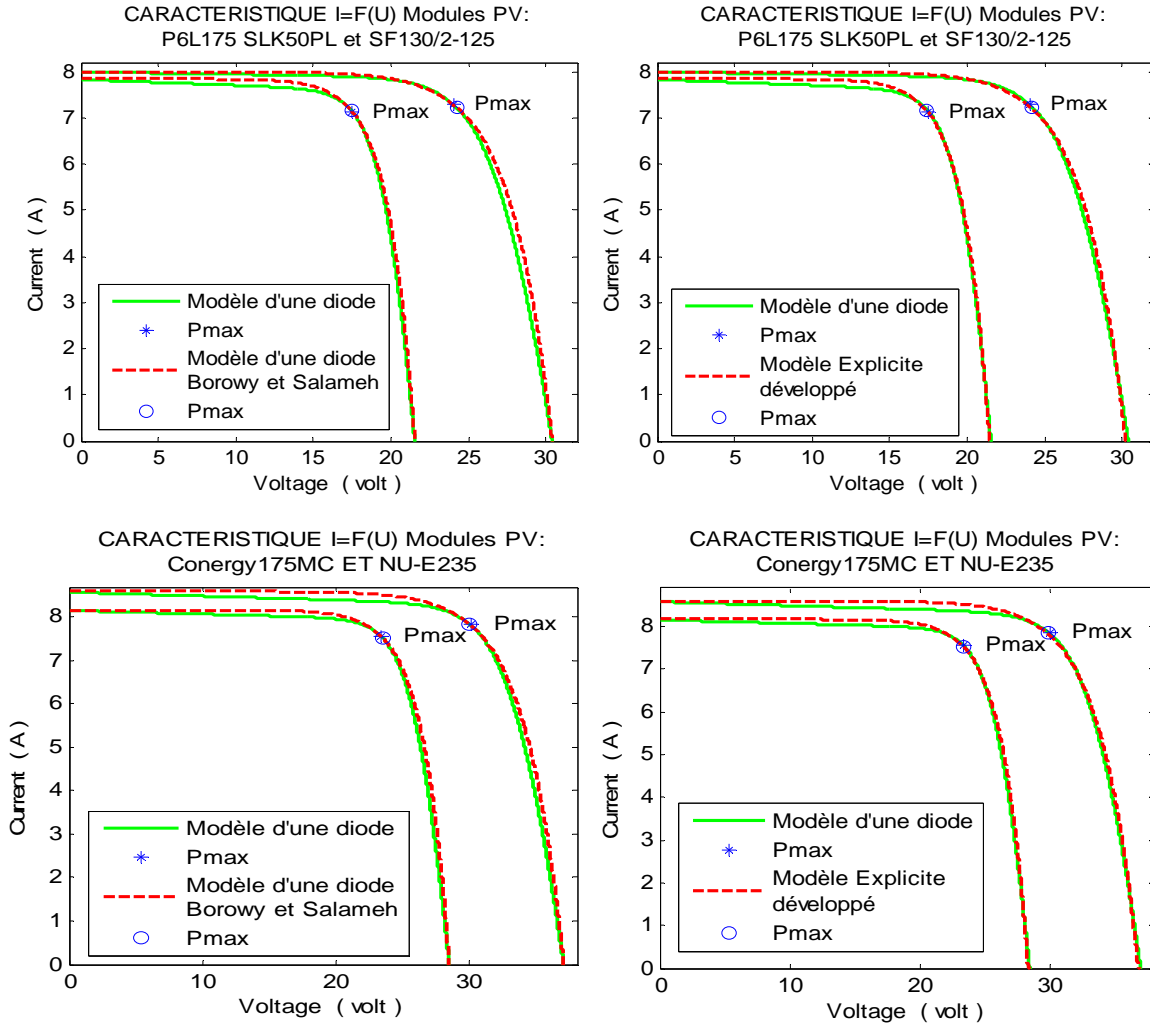 CARACTERISTIQUE I=F(U) Modules PV:
P6L175 SLK50PL et SF130/2-125
8
7
6
5
4
3
2
1
0
Current ( A )
Pmax
Pmax
Modèle d'une diode
Pmax
Modèle d'une diode
Borowy et Salameh
Pmax
0
5
10
15
20
25
30
Voltage ( volt )
CARACTERISTIQUE I=F(U) Modules PV:
P6L175 SLK50PL et SF130/2-125
8
7
6
5
4
3
2
1
0
Current ( A )
Pmax
Pmax
Modèle d'une diode
Pmax
Modèle Explicite
développé
Pmax
0
5
10
15
20
25
30
Voltage ( volt )
CARACTERISTIQUE I=F(U) Modules PV:
Conergy175MC ET NU-E235
8
7
6
5
4
3
2
1
0
Current ( A )
Pmax
Pmax
Modèle d'une diode
Pmax
Modèle d'une diode
Borowy et Salameh
Pmax
0
10
20
30
Voltage ( volt )
CARACTERISTIQUE I=F(U) Modules PV:
Conergy175MC ET NU-E235
8
7
6
5
4
3
2
1
0
Current ( A )
Pmax
Pmax
Modèle d'une diode
Pmax
Modèle Explicite
développé
Pmax
0
10
20
30
Voltage ( volt )